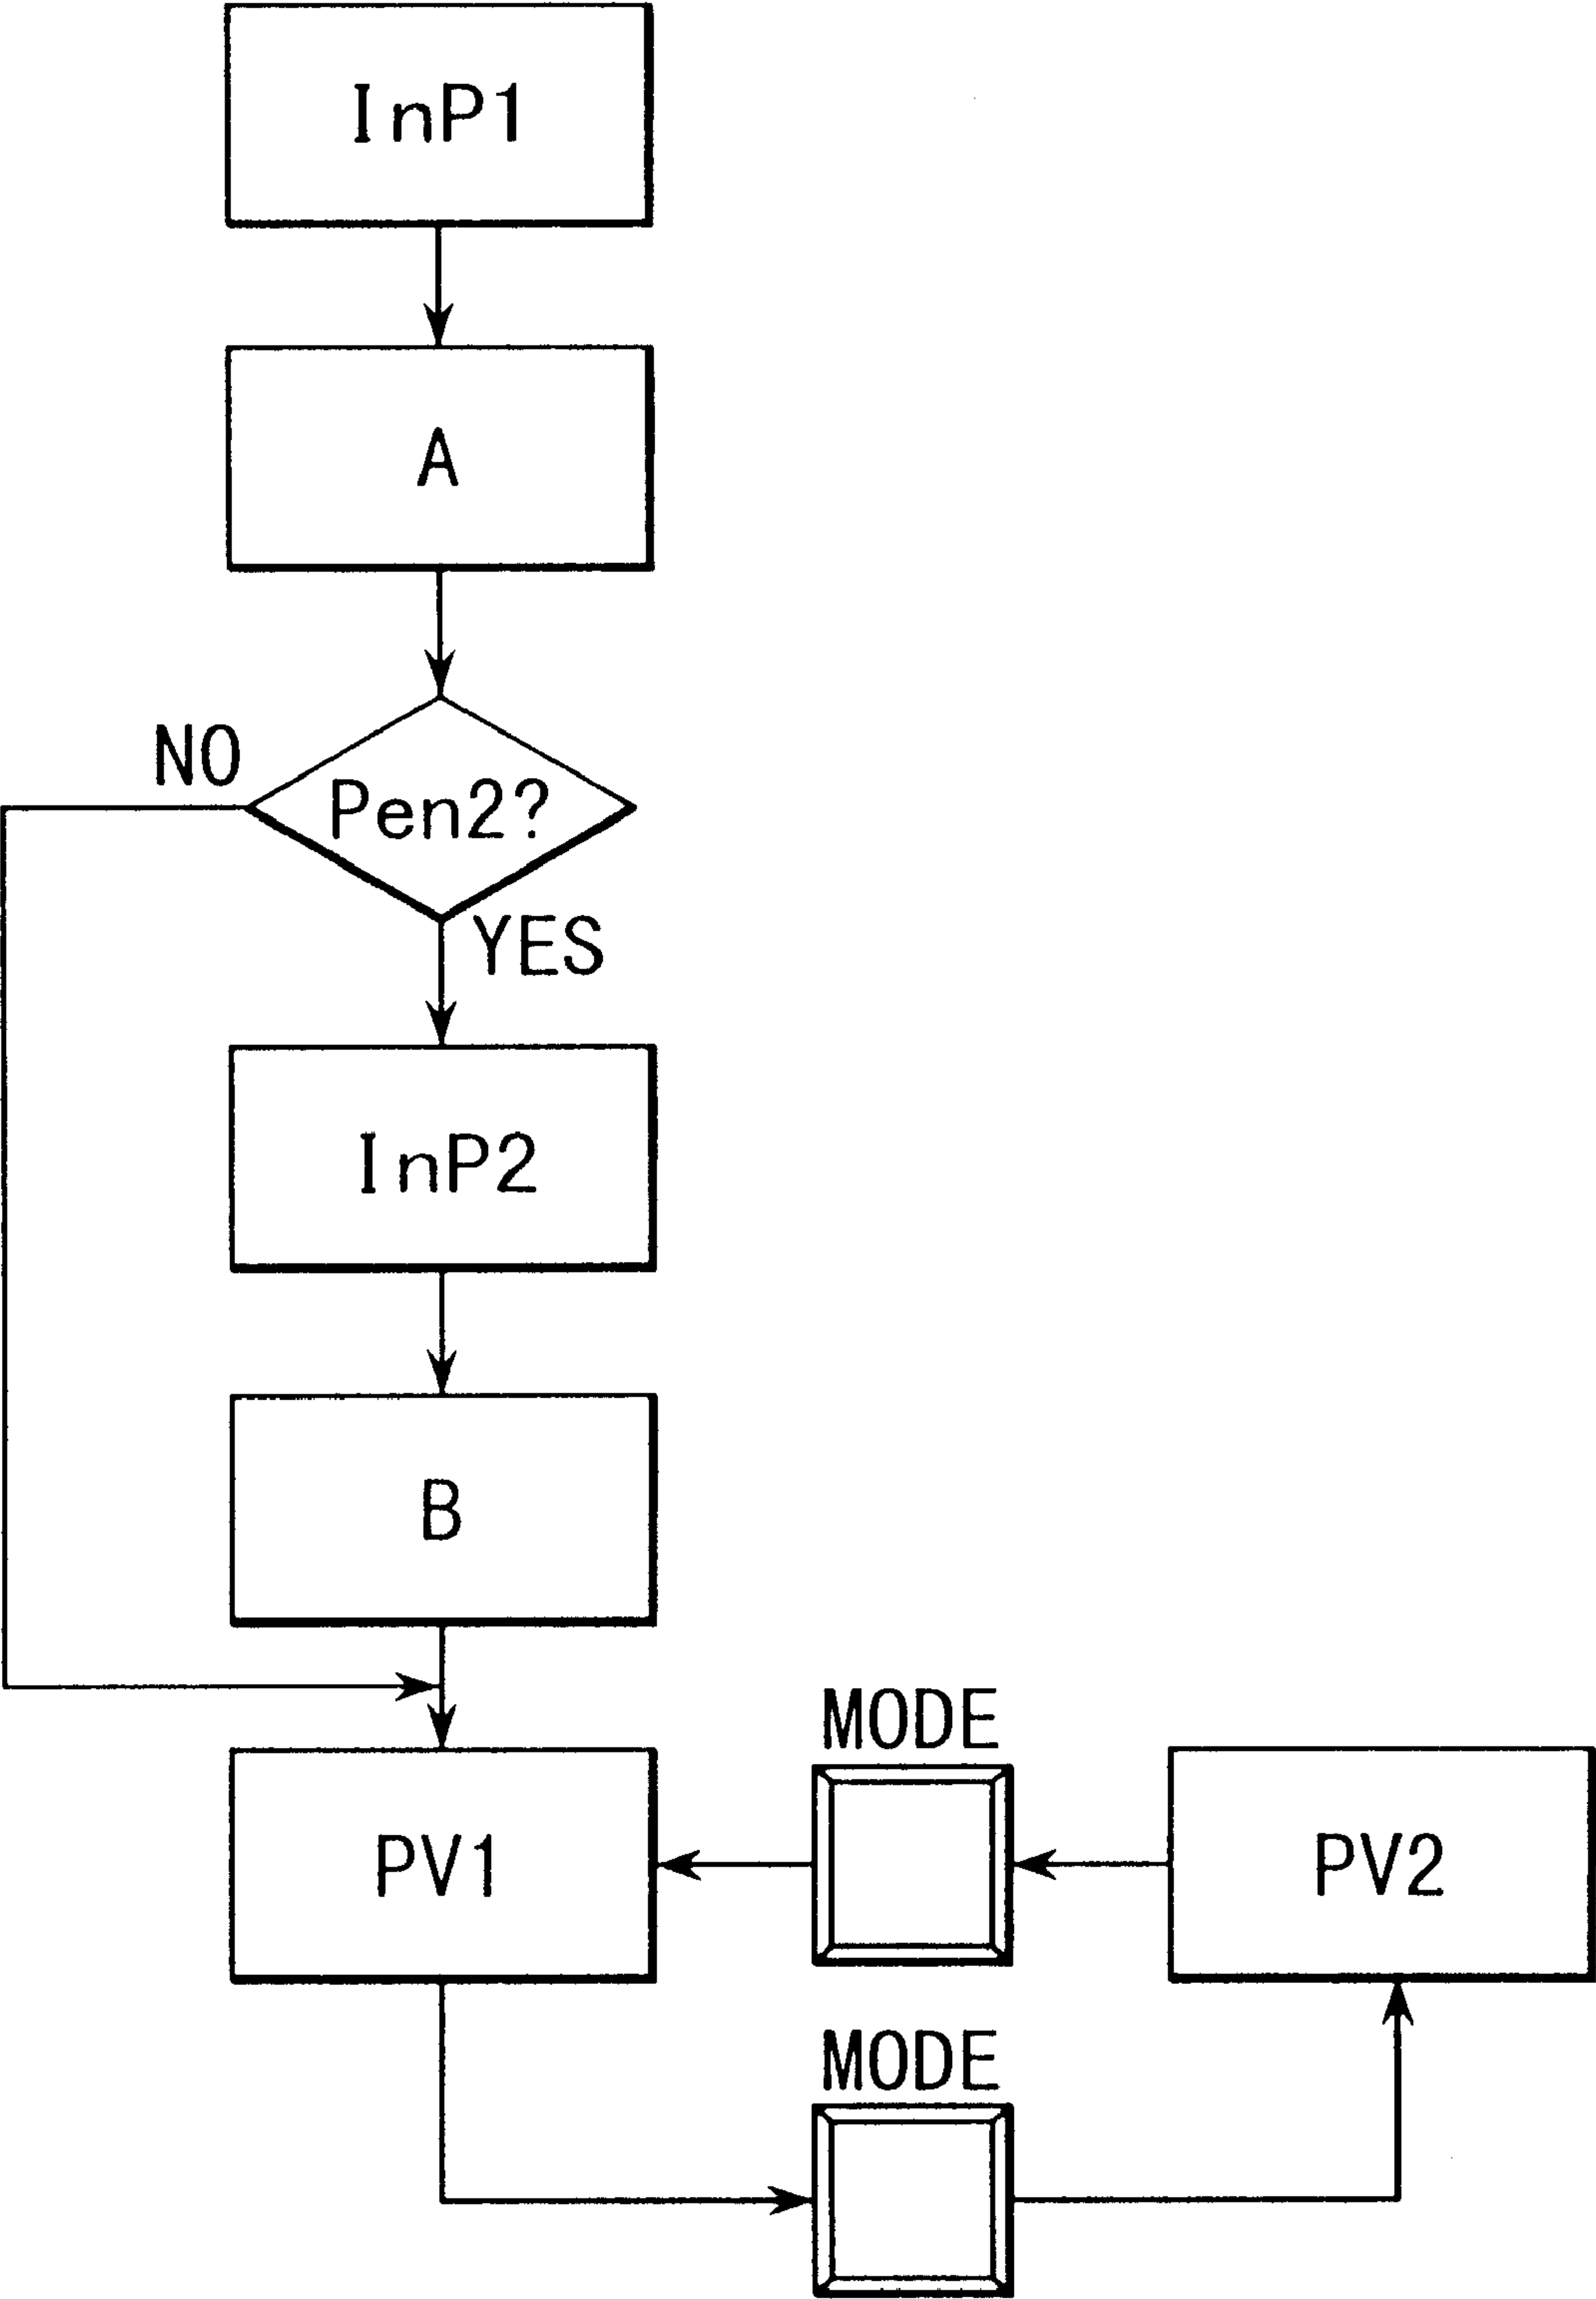 InP1
A
NO
Pen2?
YES
InP2
B
MODE
PV1
PV2
MODE